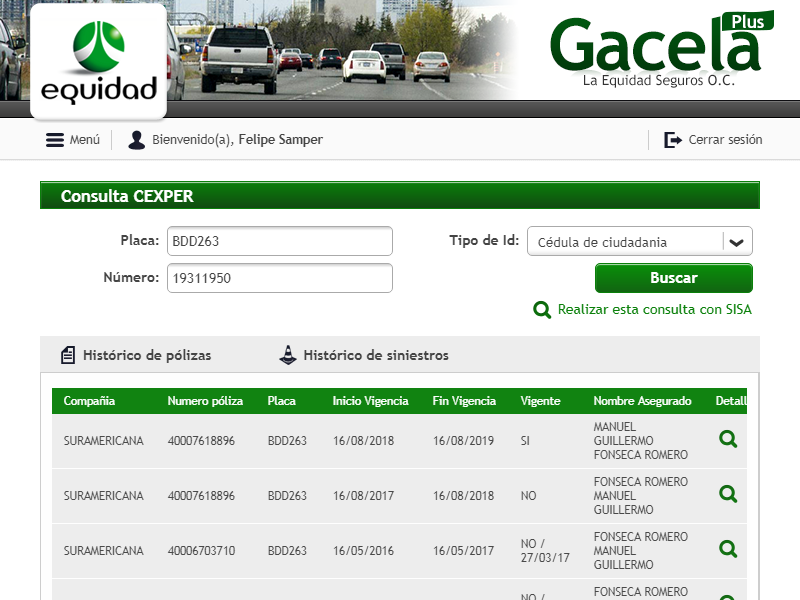 equidad
Gacela Plus
La Equidad Seguros O.C.
Menú
Bienvenido(a), Felipe Samper
Cerrar sesión
Consulta CEXPER
Placa: BDD263
Tipo de Id: Cédula de ciudadania
Número: 19311950
Buscar
Realizar esta consulta con SISA
Histórico de pólizas
Histórico de siniestros
Compañia Numero póliza Placa Inicio Vigencia Fin Vigencia Vigente Nombre Asegurado Detall
SURAMERICANA 40007618896 BDD263 16/08/2018 16/08/2019 SI MANUEL
GUILLERMO
FONSECA ROMERO
SURAMERICANA 40007618896 BDD263 16/08/2017 16/08/2018 NO FONSECA ROMERO
MANUEL
GUILLERMO
SURAMERICANA 40006703710 BDD263 16/05/2016 16/05/2017 NO /
27/03/17
FONSECA ROMERO
MANUEL
GUILLERMO
NO /
FONSECA ROMERO